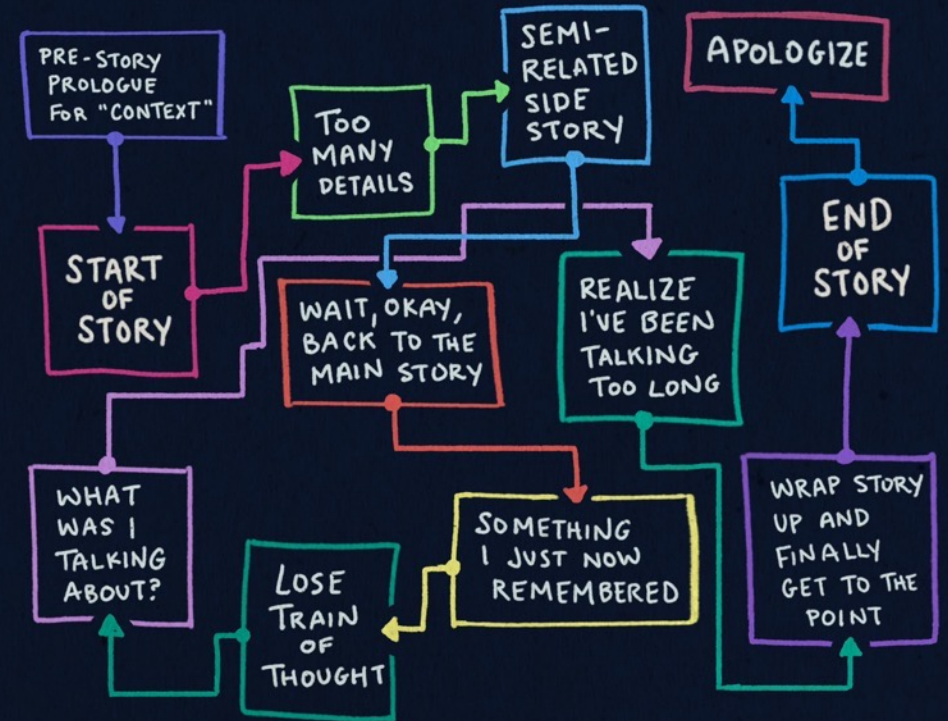 PRE-STORY
PROLOGUE
FOR "CONTEXT"
START
OF
STORY
TOO
MANY
DETAILS
SEMI-
RELATED
SIDE
STORY
WAIT, OKAY,
BACK TO THE
MAIN STORY
SOMETHING
I JUST NOW
REMEMBERED
LOSE
TRAIN
OF
THOUGHT
WHAT
WAS I
TALKING
ABOUT?
REALIZE
I'VE BEEN
TALKING
TOO LONG
WRAP STORY
UP AND
FINALLY
GET TO THE
POINT
END
OF
STORY
APOLOGIZE